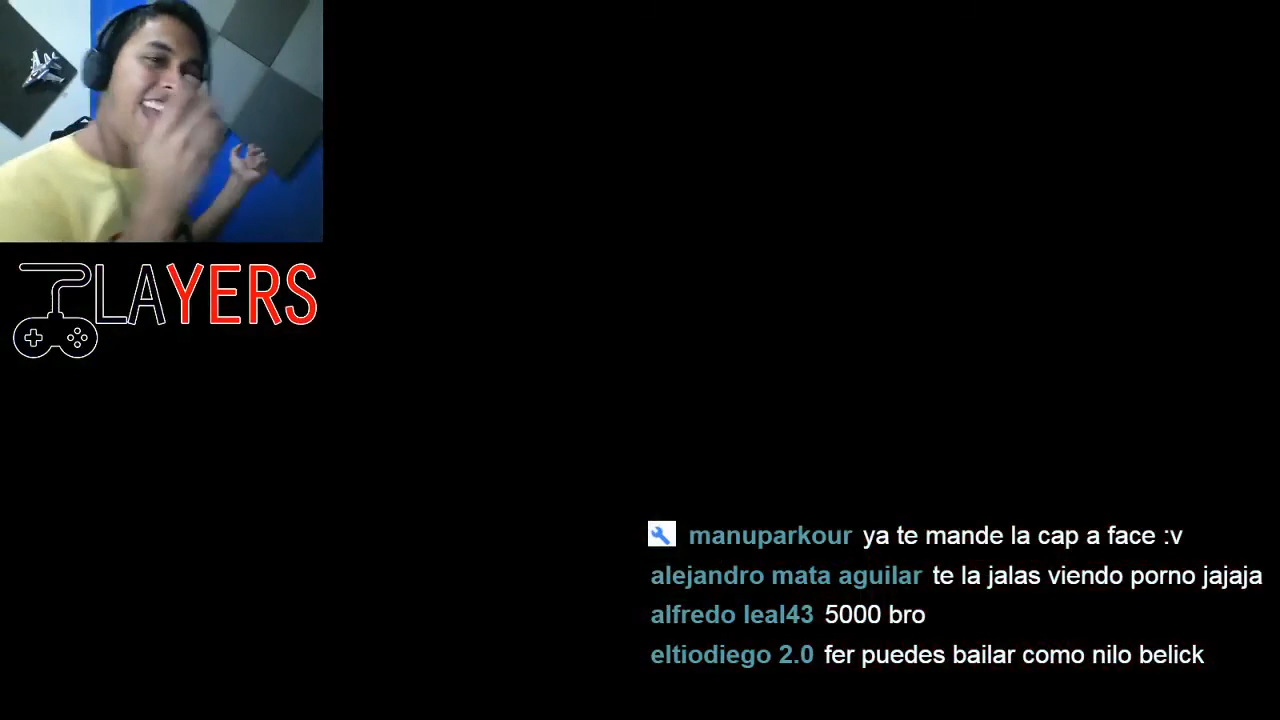 PLAYERS
manuparkour ya te mande la cap a face :v
alejandro mata aguilar te la jalas viendo porno jajaja
alfredo leal43 5000 bro
eltiodiego 2.0 fer puedes bailar como nilo belick